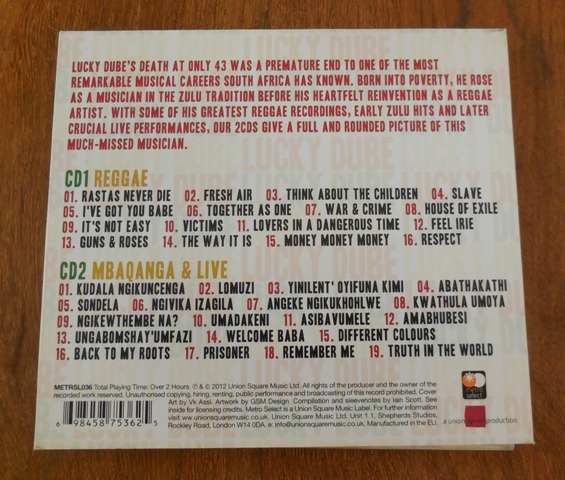 LUCKY DUBE'S DEATH AT ONLY 43 WAS A PREMATURE END TO ONE OF THE MOST
REMARKABLE MUSICAL CAREERS SOUTH AFRICA HAS KNOWN. BORN INTO POVERTY, HE ROSE
AS A MUSICIAN IN THE ZULU TRADITION BEFORE HIS HEARTFELT REINVENTION AS A REGGAE
ARTIST. WITH SOME OF HIS GREATEST REGGAE RECORDINGS, EARLY ZULU HITS AND LATER
CRUCIAL LIVE PERFORMANCES, OUR 2CDS GIVE A FULL AND ROUNDED PICTURE OF THIS
MUCH-MISSED MUSICIAN.
CD1 REGGAE
01. RASTAS NEVER DIE 02. FRESH AIR 03. THINK ABOUT THE CHILDREN 04. SLAVE
05. I'VE GOT YOU BABE 06. TOGETHER AS ONE 07. WAR & CRIME 08. HOUSE OF EXILE
09. IT'S NOT EASY 10. VICTIMS 11. LOVERS IN A DANGEROUS TIME 12. FEEL IRIE
13. GUNS & ROSES 14. THE WAY IT IS 15. MONEY MONEY MONEY 16. RESPECT
CD2 MBAQANGA & LIVE
01. KUDALA NGIKUNCENGA 02. LOMUZI 03. YINILENT' OYIFUNA KIMI 04. ABATHAKATHI
05. SONDELA 06. NGIVIKA IZAGILA 07. ANGEKE NGIKUKHOHLWE 08. KWATHULA UMOYA
09. NGIKEWTHEMBE NA? 10. UMADAKENI 11. ASIBAVUMELE 12. AMABHUBESI
13. UNGABOMSHAY'UMFAZI 14. WELCOME BABA 15. DIFFERENT COLOURS
16. BACK TO MY ROOTS 17. PRISONER 18. REMEMBER ME 19. TRUTH IN THE WORLD
METRSL036 Total Playing Time: Over 2 Hours. ℗ & © 2012 Union Square Music Ltd. All rights of the producer and the owner of the
recorded work reserved. Unauthorised copying, hiring, renting, public performance and broadcasting of this record prohibited. Cover
Art by Vk Assi. Artwork by GSM Design. Compilation and sleevenotes by Iain Scott. See
inside for licensing credits. Metro Select is a Union Square Music Label. For further information
visit www.unionsquaremusic.co.uk. Union Square Music Ltd. Unit 1.1, Shepherds Studios,
Rockley Road, London W14 0DA. e: info@unionsquaremusic.co.uk. Manufactured in the EU.
6 98458 75362 5
metro
select
a union square production